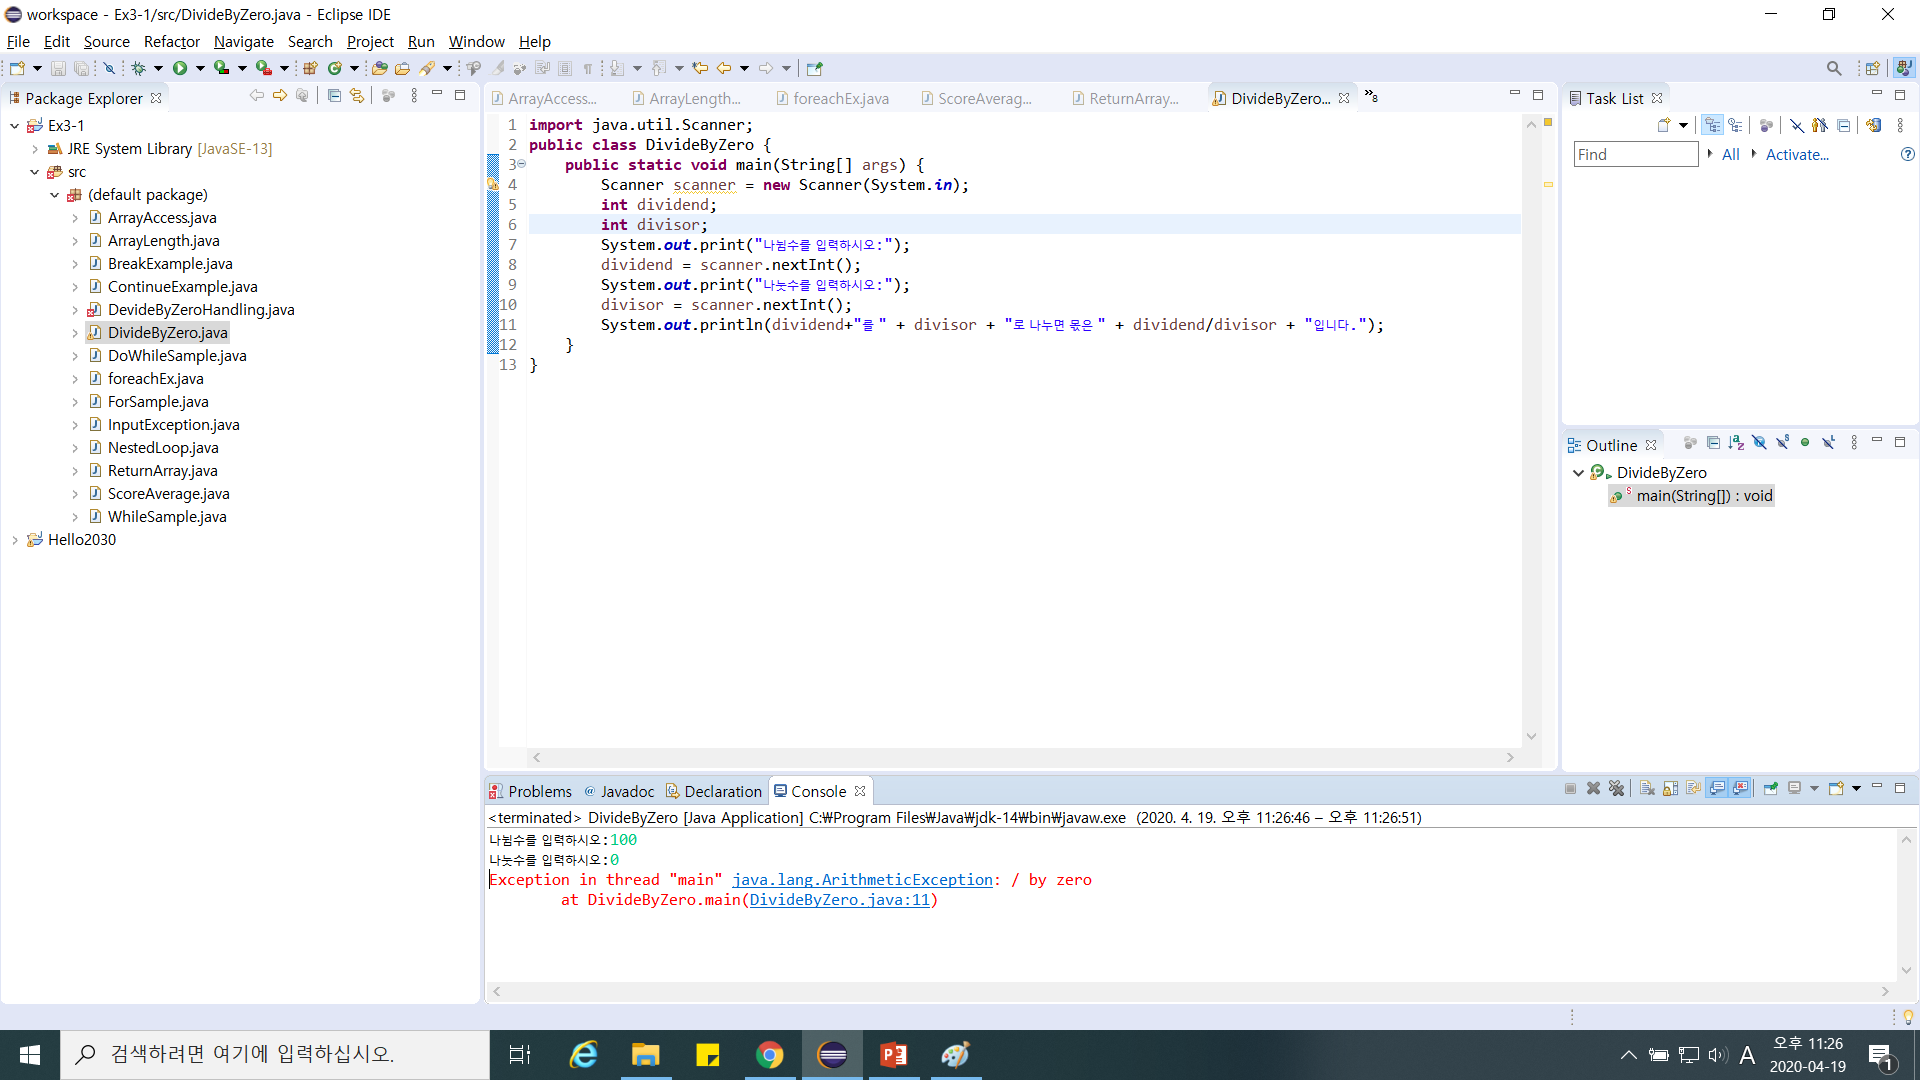 workspace - Ex3-1/src/DivideByZero.java - Eclipse IDE
File Edit Source Refactor Navigate Search Project Run Window Help
Package Explorer
Ex3-1
JRE System Library [JavaSE-13]
src
(default package)
ArrayAccess.java
ArrayLength.java
BreakExample.java
ContinueExample.java
DevideByZeroHandling.java
DivideByZero.java
DoWhileSample.java
foreachEx.java
ForSample.java
InputException.java
NestedLoop.java
ReturnArray.java
ScoreAverage.java
WhileSample.java
Hello2030
ArrayAccess... ArrayLength... foreachEx.java ScoreAverag... ReturnArray... DivideByZero... »8
1 import java.util.Scanner;
2 public class DivideByZero {
3 public static void main(String[] args) {
4 Scanner scanner = new Scanner(System.in);
5 int dividend;
6 int divisor;
7 System.out.print("나뉨수를 입력하시오:");
8 dividend = scanner.nextInt();
9 System.out.print("나눗수를 입력하시오:");
10 divisor = scanner.nextInt();
11 System.out.println(dividend+"를 " + divisor + "로 나누면 몫은 " + dividend/divisor + "입니다.");
12 }
13 }
Task List
Find All Activate...
Outline
DivideByZero
main(String[]) : void
Problems @ Javadoc Declaration Console
<terminated> DivideByZero [Java Application] C:₩Program Files₩Java₩jdk-14₩bin₩javaw.exe (2020. 4. 19. 오후 11:26:46 – 오후 11:26:51)
나뉨수를 입력하시오:100
나눗수를 입력하시오:0
Exception in thread "main" java.lang.ArithmeticException: / by zero
at DivideByZero.main(DivideByZero.java:11)
검색하려면 여기에 입력하십시오.
A
오후 11:26
2020-04-19
1